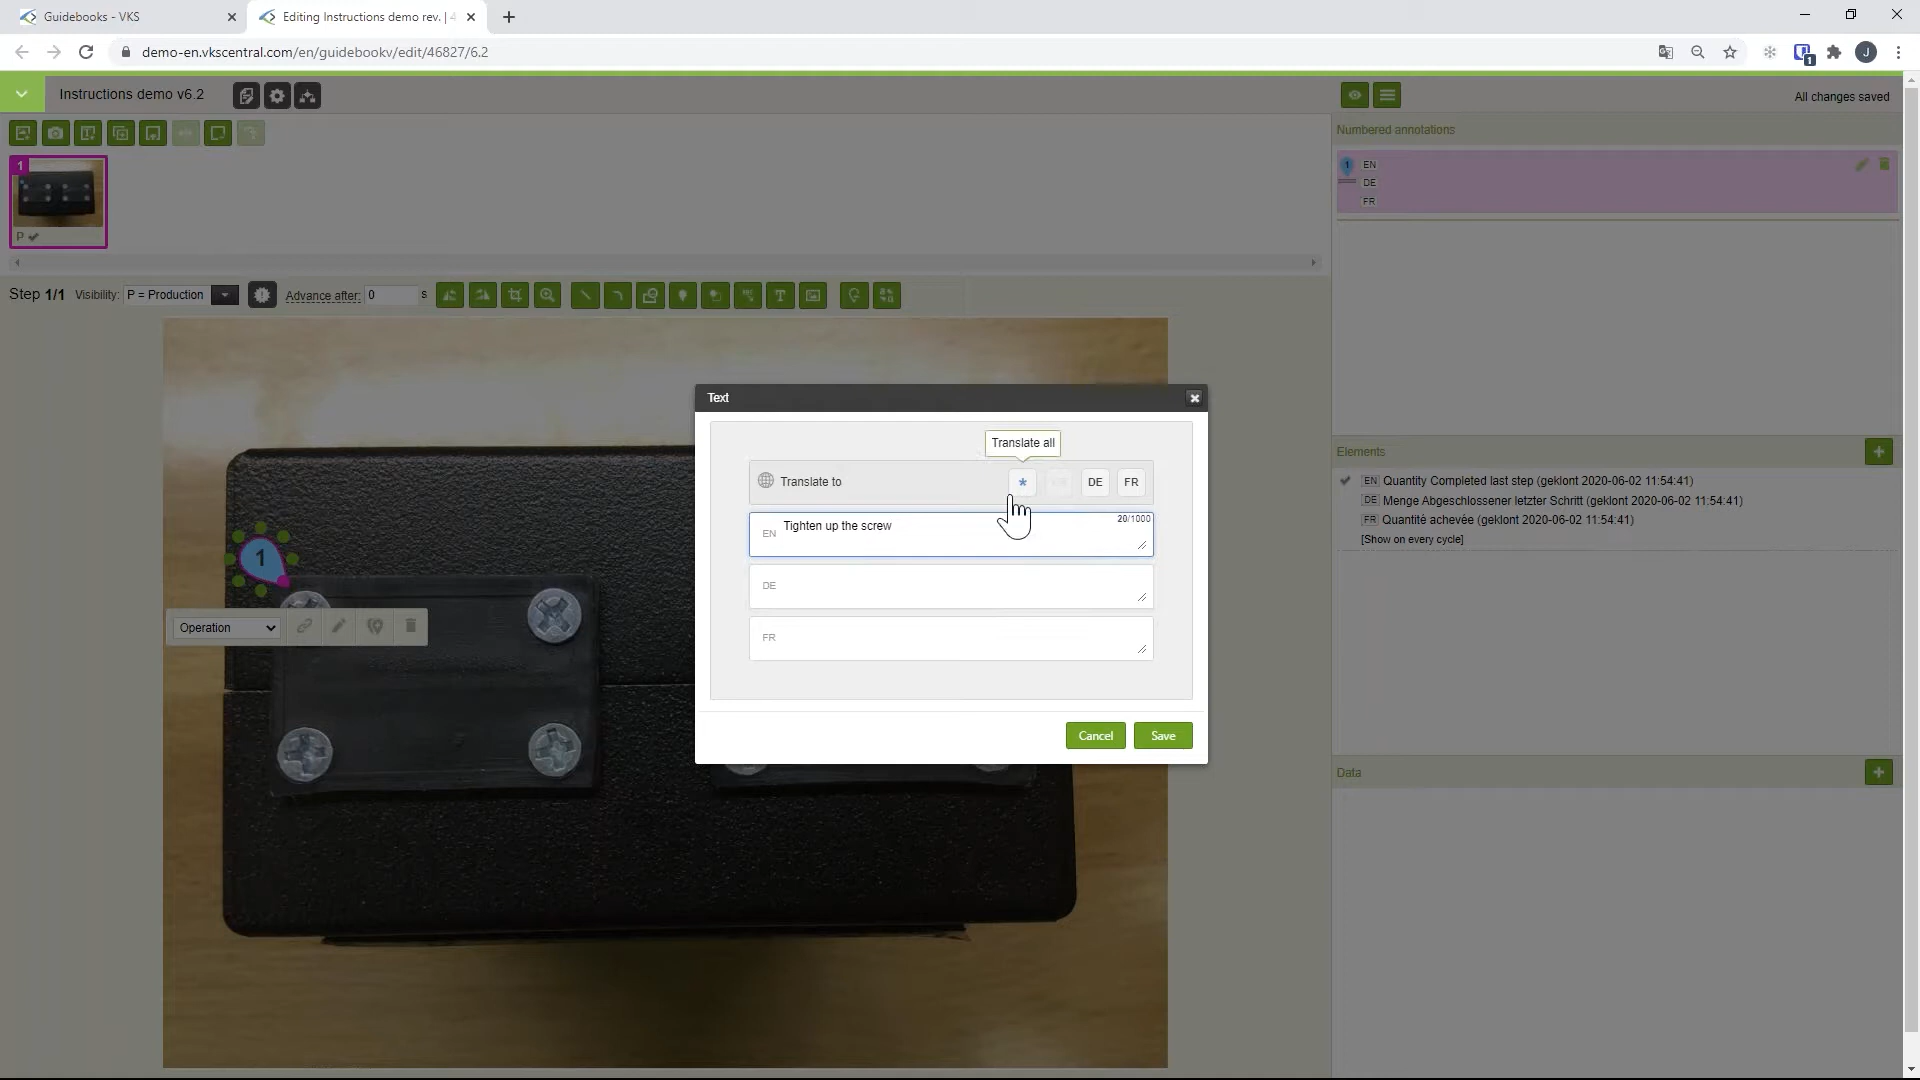 Guidebooks - VKS
Editing Instructions demo rev. | 4
demo-en.vkscentral.com/en/guidebookv/edit/46827/6.2
1
J
Instructions demo v6.2
All changes saved
Numbered annotations
1
P
1 EN
DE
FR
Step 1/1 Visibility: P = Production Advance after: 0 s
ABC
T
Text
Translate all
Translate to * DE FR
EN Tighten up the screw 20/1000
DE
FR
Cancel Save
1
Operation
Elements
EN Quantity Completed last step (geklont 2020-06-02 11:54:41)
DE Menge Abgeschlossener letzter Schritt (geklont 2020-06-02 11:54:41)
FR Quantité achevée (geklont 2020-06-02 11:54:41)
[Show on every cycle]
Data